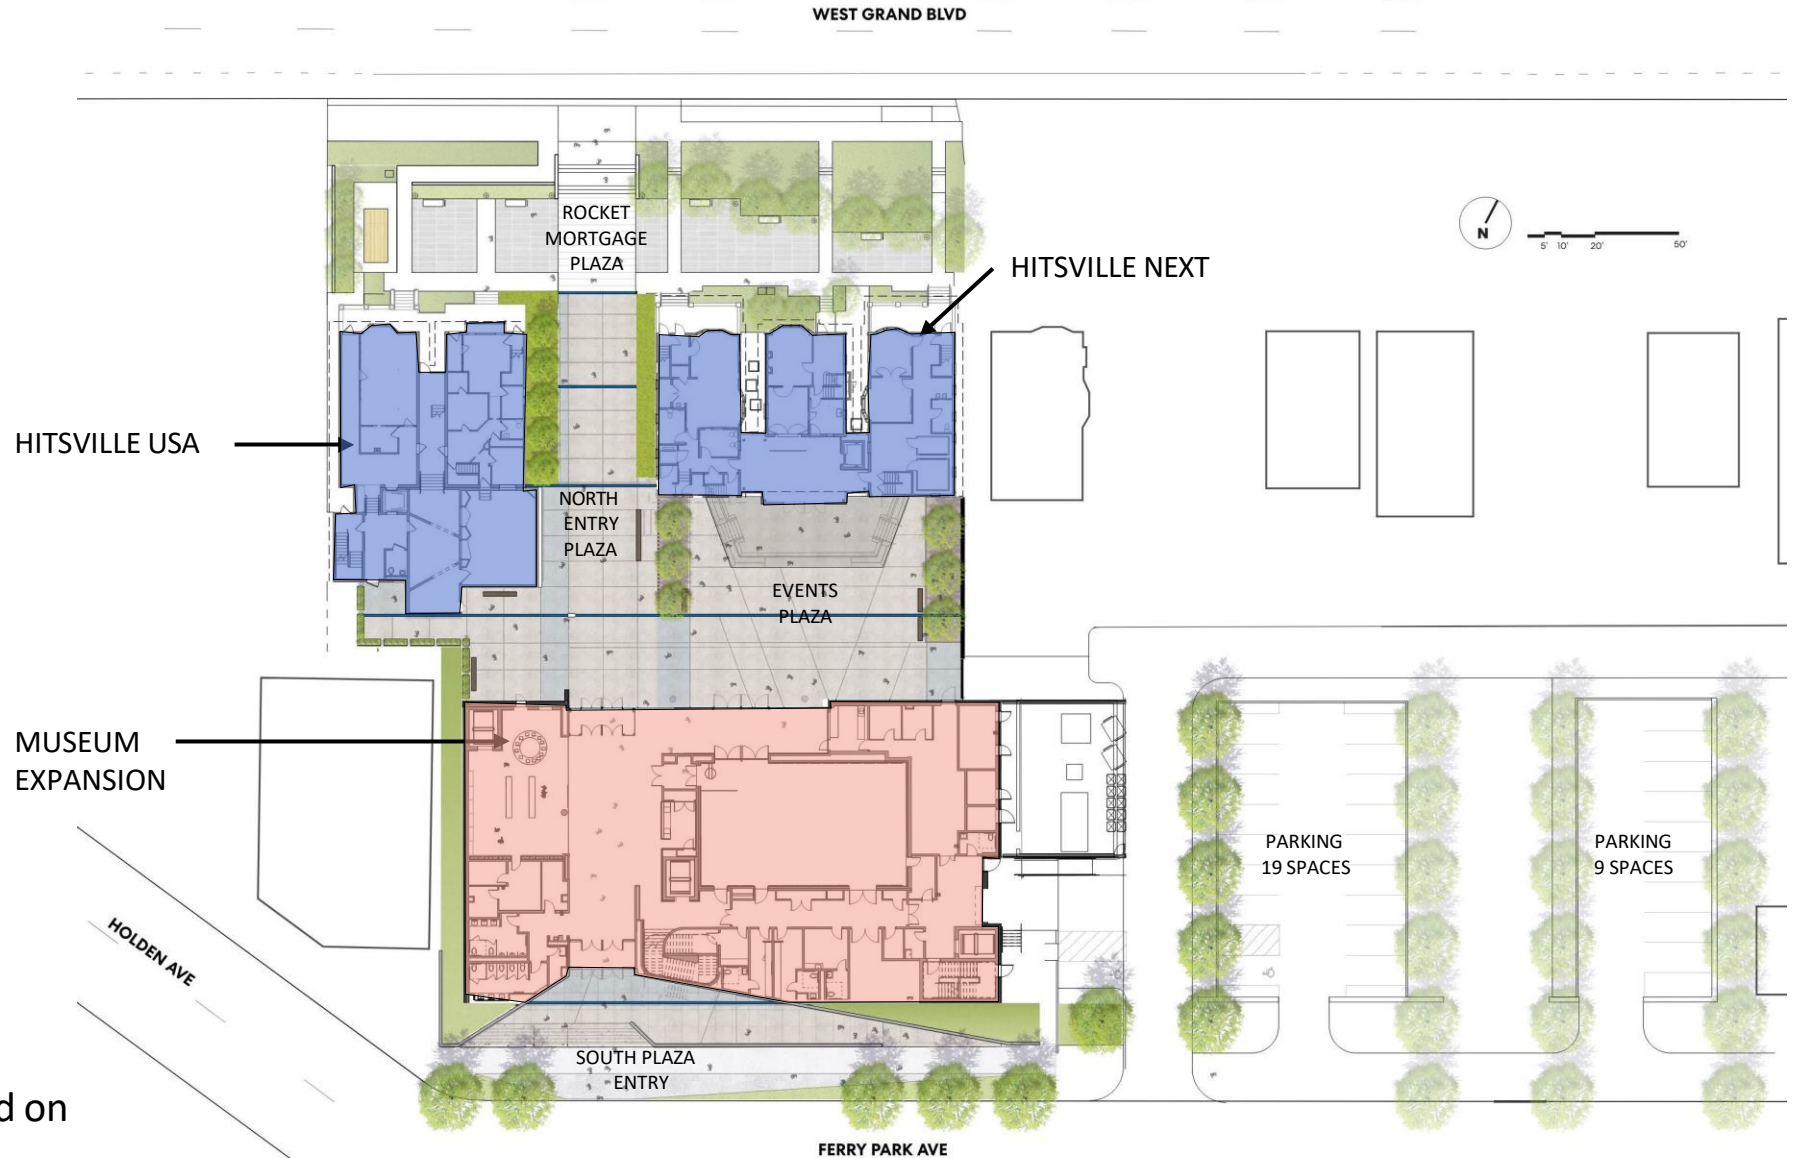 WEST GRAND BLVD
ROCKET
MORTGAGE
PLAZA
N
5' 10' 20' 50'
HITSVILLE NEXT
HITSVILLE USA
NORTH
ENTRY
PLAZA
EVENTS
PLAZA
MUSEUM
EXPANSION
PARKING
19 SPACES
PARKING
9 SPACES
HOLDEN AVE
SOUTH PLAZA
ENTRY
d on
FERRY PARK AVE